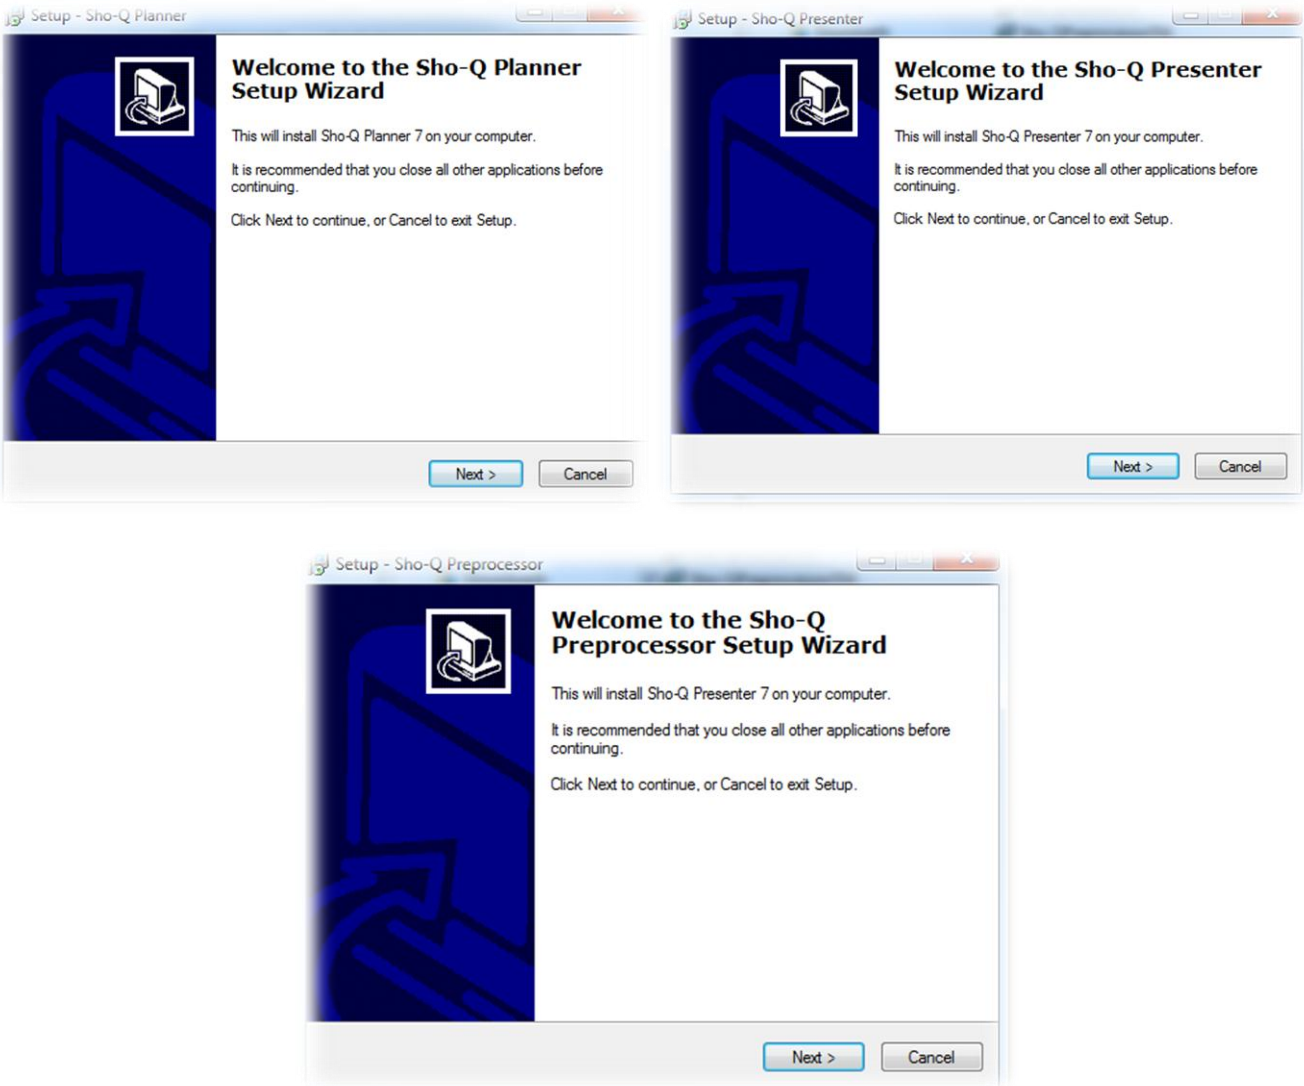 Setup - Sho-Q Planner
Welcome to the Sho-Q Planner
Setup Wizard
This will install Sho-Q Planner 7 on your computer.
It is recommended that you close all other applications before
continuing.
Click Next to continue, or Cancel to exit Setup.
Next >
Cancel
Setup - Sho-Q Presenter
Welcome to the Sho-Q Presenter
Setup Wizard
This will install Sho-Q Presenter 7 on your computer.
It is recommended that you close all other applications before
continuing.
Click Next to continue, or Cancel to exit Setup.
Next >
Cancel
Setup - Sho-Q Preprocessor
Welcome to the Sho-Q
Preprocessor Setup Wizard
This will install Sho-Q Presenter 7 on your computer.
It is recommended that you close all other applications before
continuing.
Click Next to continue, or Cancel to exit Setup.
Next >
Cancel